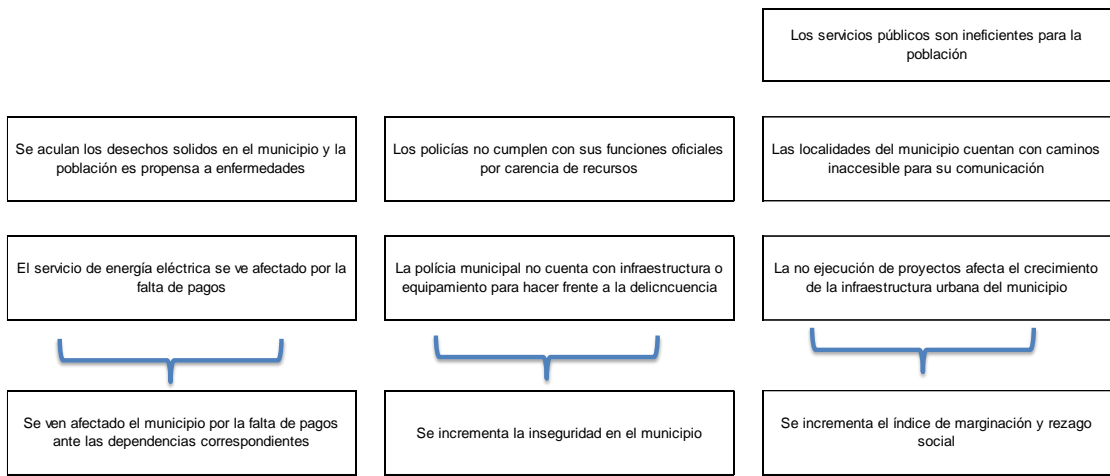 Los servicios públicos son ineficientes para la
población
Se aculan los desechos solidos en el municipio y la
población es propensa a enfermedades
Los policías no cumplen con sus funciones oficiales
por carencia de recursos
Las localidades del municipio cuentan con caminos
inaccesible para su comunicación
El servicio de energía eléctrica se ve afectado por la
falta de pagos
La polícia municipal no cuenta con infraestructura o
equipamiento para hacer frente a la delicncuencia
La no ejecución de proyectos afecta el crecimiento
de la infraestructura urbana del municipio
Se ven afectado el municipio por la falta de pagos
ante las dependencias correspondientes
Se incrementa la inseguridad en el municipio
Se incrementa el índice de marginación y rezago
social